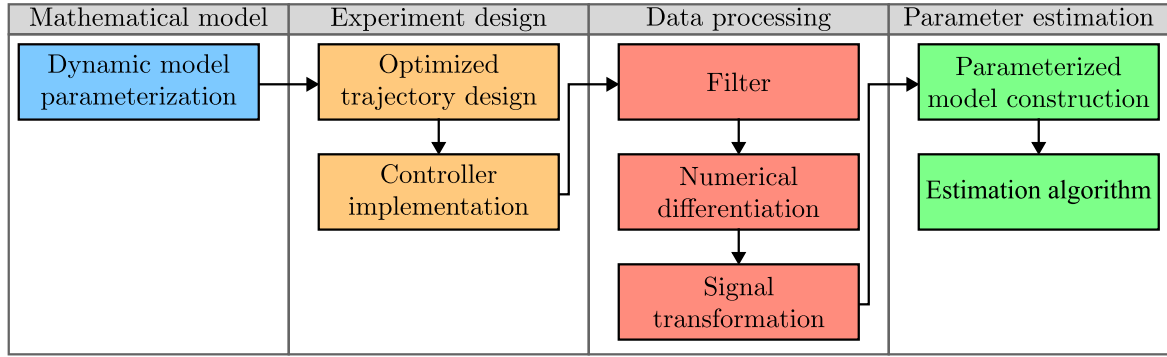 Mathematical model
Experiment design
Data processing
Parameter estimation
Dynamic model
parameterization
Optimized
trajectory design
Controller
implementation
Filter
Numerical
differentiation
Signal
transformation
Parameterized
model construction
Estimation algorithm